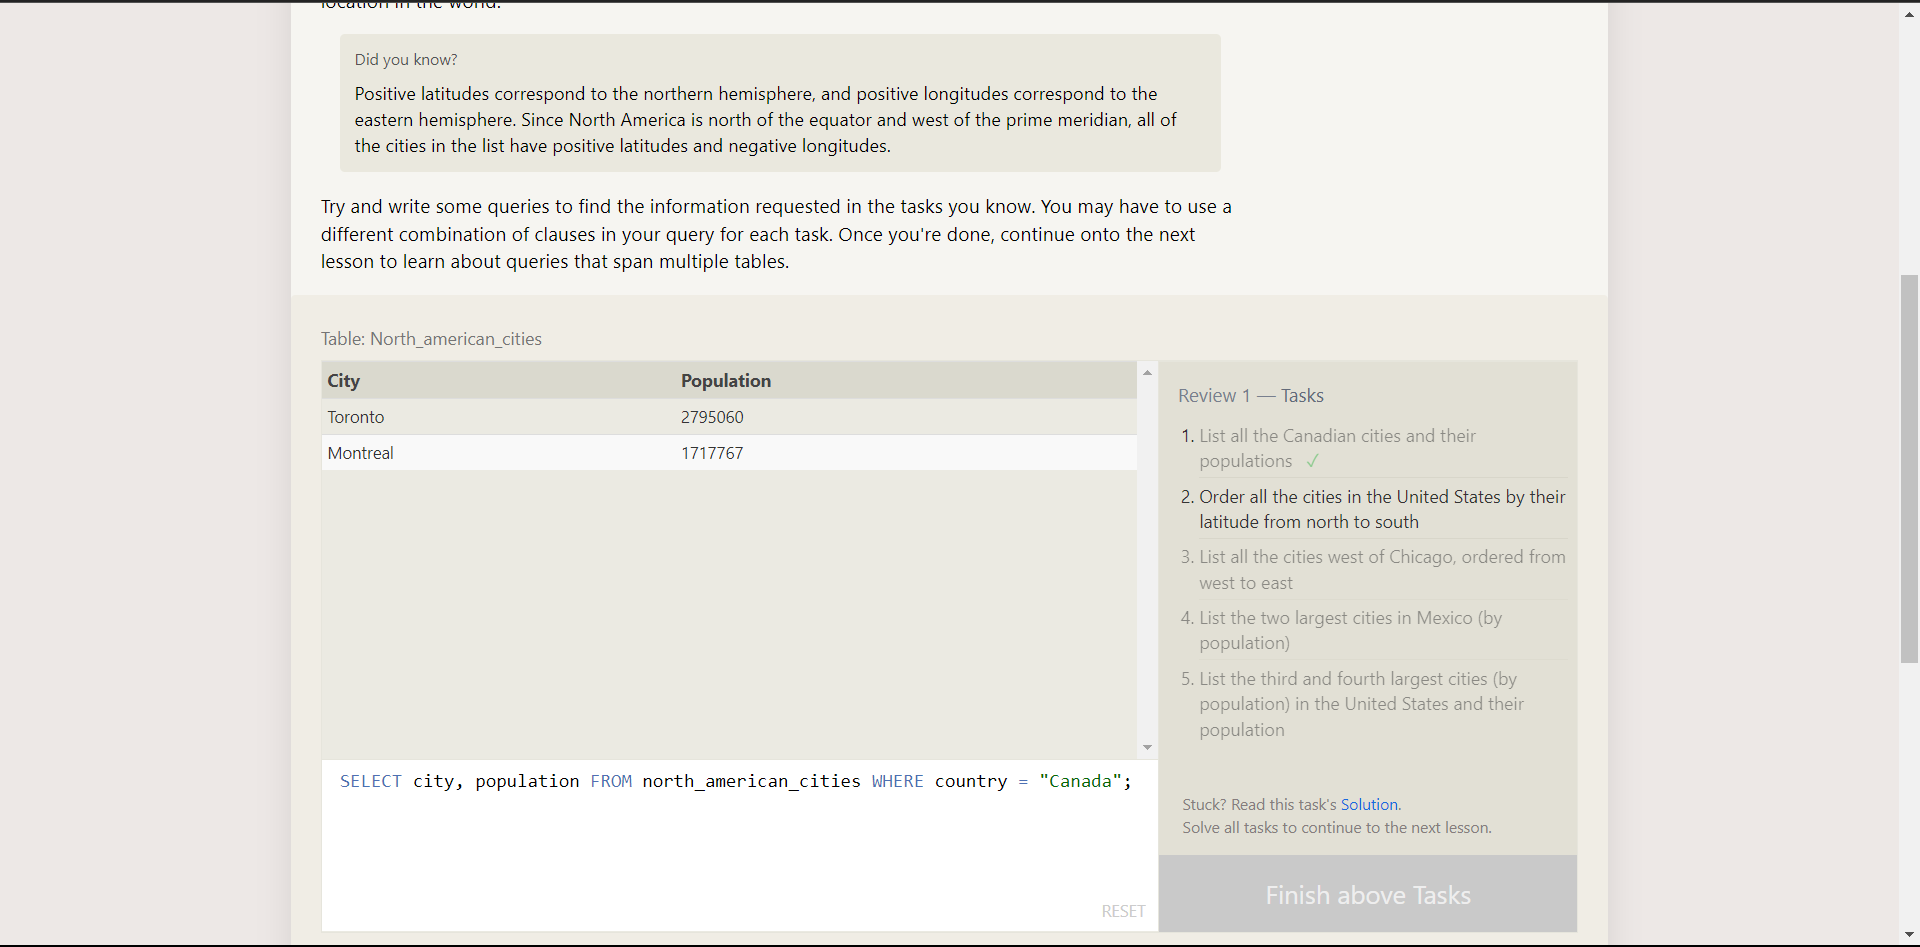 location in the world.
Did you know?
Positive latitudes correspond to the northern hemisphere, and positive longitudes correspond to the
eastern hemisphere. Since North America is north of the equator and west of the prime meridian, all of
the cities in the list have positive latitudes and negative longitudes.
Try and write some queries to find the information requested in the tasks you know. You may have to use a
different combination of clauses in your query for each task. Once you're done, continue onto the next
lesson to learn about queries that span multiple tables.
Table: North_american_cities
City Population
Toronto 2795060
Montreal 1717767
SELECT city, population FROM north_american_cities WHERE country = "Canada";
RESET
Review 1 — Tasks
1. List all the Canadian cities and their
populations ✓
2. Order all the cities in the United States by their
latitude from north to south
3. List all the cities west of Chicago, ordered from
west to east
4. List the two largest cities in Mexico (by
population)
5. List the third and fourth largest cities (by
population) in the United States and their
population
Stuck? Read this task's Solution.
Solve all tasks to continue to the next lesson.
Finish above Tasks